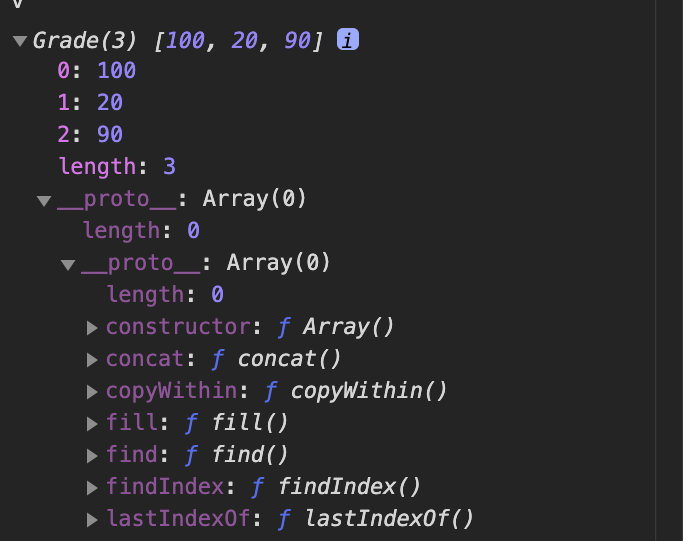 Grade(3) [100, 20, 90] i
0: 100
1: 20
2: 90
length: 3
__proto__: Array(0)
length: 0
__proto__: Array(0)
length: 0
constructor: ƒ Array()
concat: ƒ concat()
copyWithin: ƒ copyWithin()
fill: ƒ fill()
find: ƒ find()
findIndex: ƒ findIndex()
lastIndexOf: ƒ lastIndexOf()